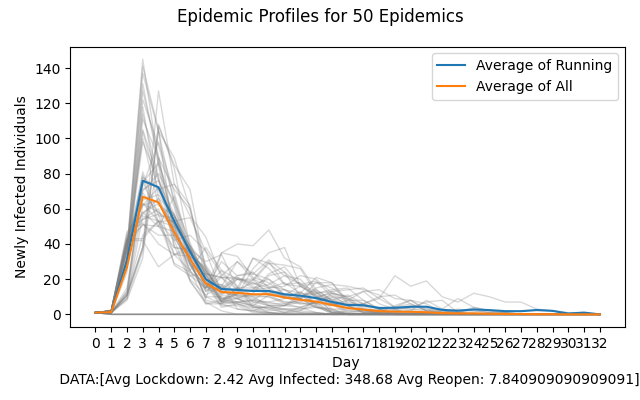 Epidemic Profiles for 50 Epidemics
Average of Running
Average of All
Newly Infected Individuals
140
120
100
80
60
40
20
0
0 1 2 3 4 5 6 7 8 9 10 11 12 13 14 15 16 17 18 19 20 21 22 23 24 25 26 27 28 29 30 31 32
Day
DATA:[Avg Lockdown: 2.42 Avg Infected: 348.68 Avg Reopen: 7.840909090909091]